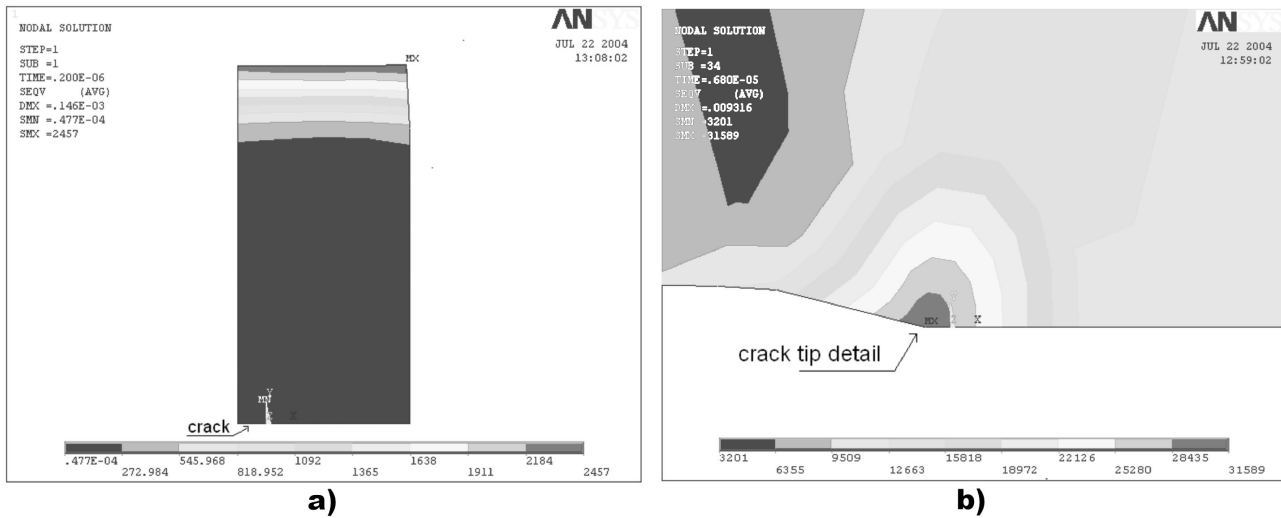 1
NODAL SOLUTION
STEP=1
SUB =1
TIME=.200E-06
SEQV (AVG)
DMX =.146E-03
SMN =.477E-04
SMX =2457
ANSYS
JUL 22 2004
13:08:02
MX
Y
MN
Z X
crack
.477E-04 545.968 1092 1638 2184
272.984 818.952 1365 1911 2457
a)
NODAL SOLUTION
STEP=1
SUB =34
TIME=.680E-05
SEQV (AVG)
DMX =.009316
SMN =3201
SMX =31589
ANSYS
JUL 22 2004
12:59:02
Y
MX Z X
crack tip detail
3201 9509 15818 22126 28435
6355 12663 18972 25280 31589
b)